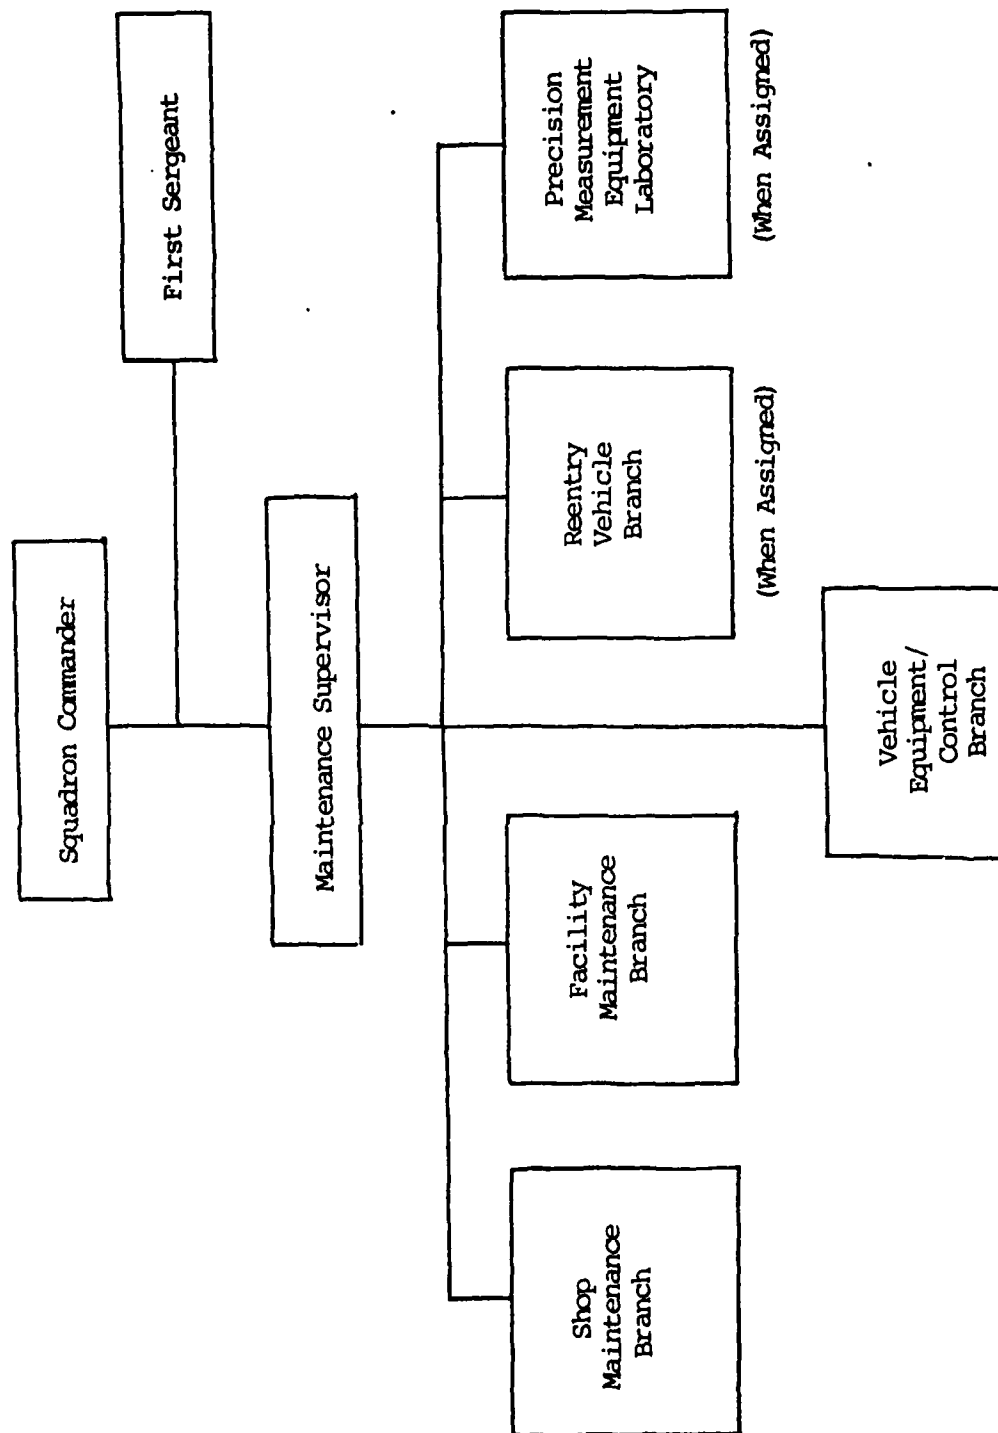 Squadron Commander
First Sergeant
Maintenance Supervisor
Shop
Maintenance
Branch
Facility
Maintenance
Branch
Reentry
Vehicle
Branch
(When Assigned)
Precision
Measurement
Equipment
Laboratory
(When Assigned)
Vehicle
Equipment/
Control
Branch